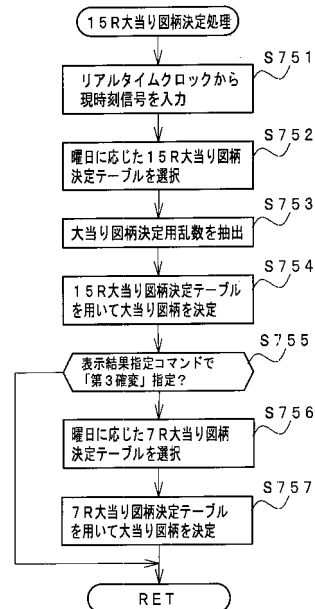 15R大当り図柄決定処理
S751
リアルタイムクロックから
現時刻信号を入力
S752
曜日に応じた15R大当り図柄
決定テーブルを選択
S753
大当り図柄決定用乱数を抽出
S754
15R大当り図柄決定テーブル
を用いて大当り図柄を決定
S755
表示結果指定コマンドで
「第3確変」指定?
S756
曜日に応じた7R大当り図柄
決定テーブルを選択
S757
7R大当り図柄決定テーブル
を用いて大当り図柄を決定
RET